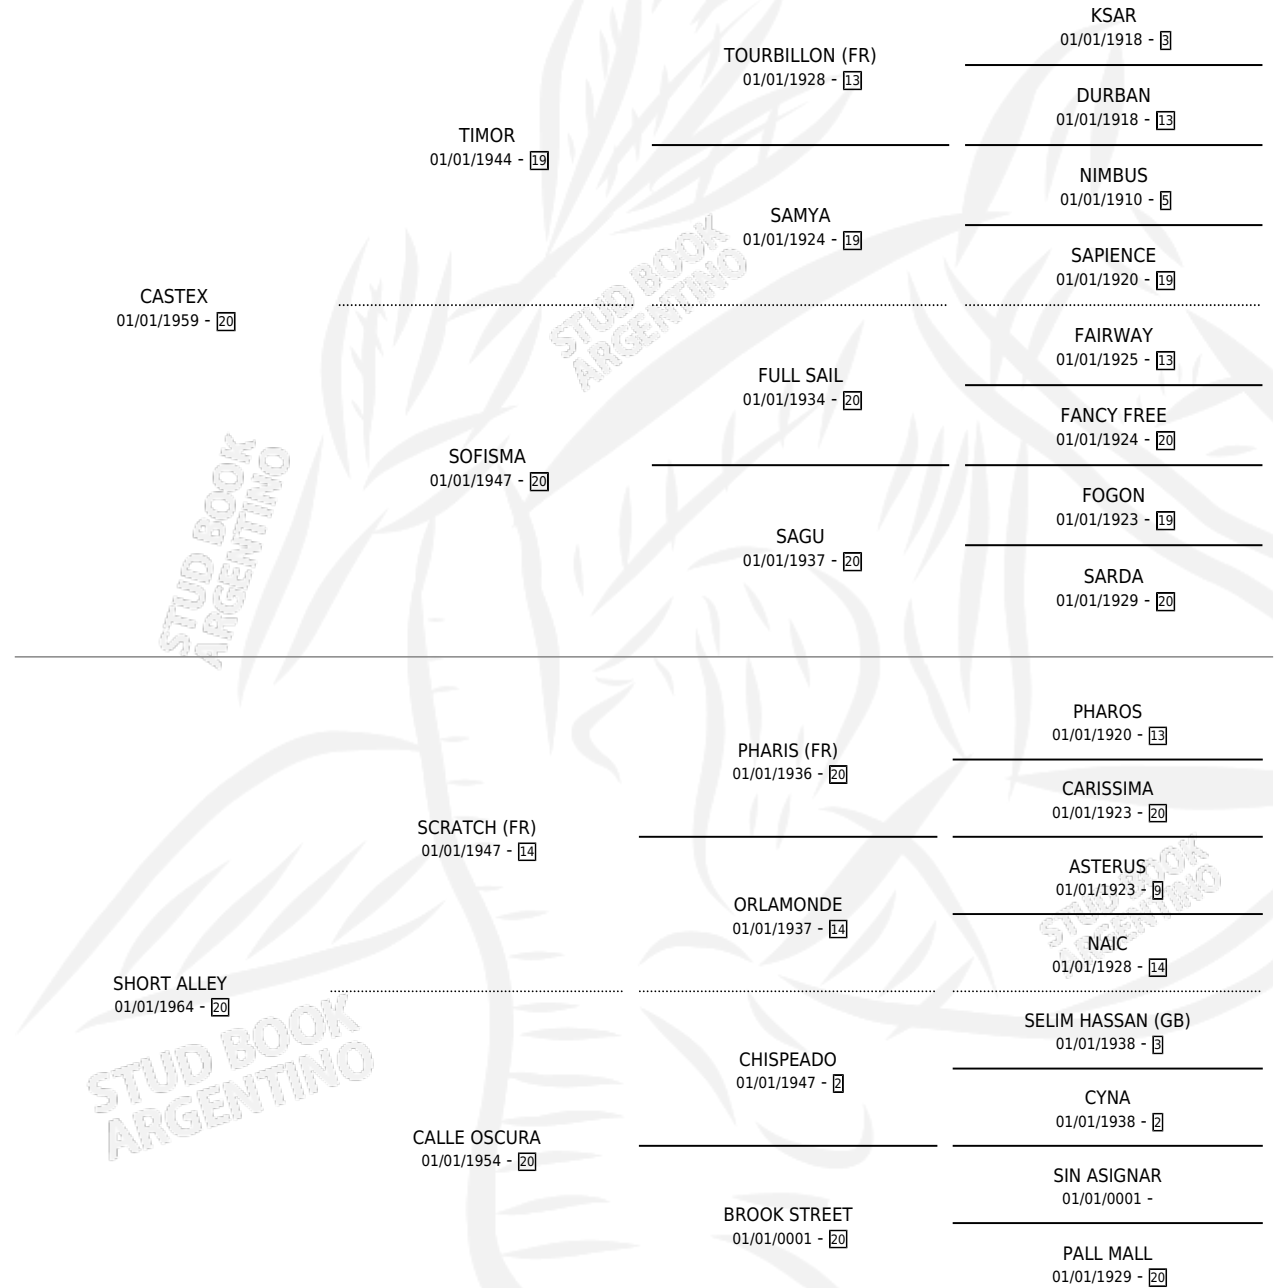 KSAR
01/01/1918 - 3
TOURBILLON (FR)
01/01/1928 - 13
DURBAN
01/01/1918 - 13
TIMOR
01/01/1944 - 19
NIMBUS
01/01/1910 - 5
SAMYA
01/01/1924 - 19
SAPIENCE
01/01/1920 - 19
CASTEX
01/01/1959 - 20
STUD BOOK
ARGENTINO
FAIRWAY
01/01/1925 - 13
FULL SAIL
01/01/1934 - 20
FANCY FREE
01/01/1924 - 20
SOFISMA
01/01/1947 - 20
FOGON
01/01/1923 - 19
SAGU
01/01/1937 - 20
SARDA
01/01/1929 - 20
STUD BOOK
ARGENTINO
PHAROS
01/01/1920 - 13
PHARIS (FR)
01/01/1936 - 20
CARISSIMA
01/01/1923 - 20
SCRATCH (FR)
01/01/1947 - 14
ASTERUS
01/01/1923 - 9
ORLAMONDE
01/01/1937 - 14
NAIC
01/01/1928 - 14
STUD BOOK
ARGENTINO
SHORT ALLEY
01/01/1964 - 20
SELIM HASSAN (GB)
01/01/1938 - 3
CHISPEADO
01/01/1947 - 2
CYNA
01/01/1938 - 2
STUD BOOK
ARGENTINO
CALLE OSCURA
01/01/1954 - 20
SIN ASIGNAR
01/01/0001 -
BROOK STREET
01/01/0001 - 20
PALL MALL
01/01/1929 - 20